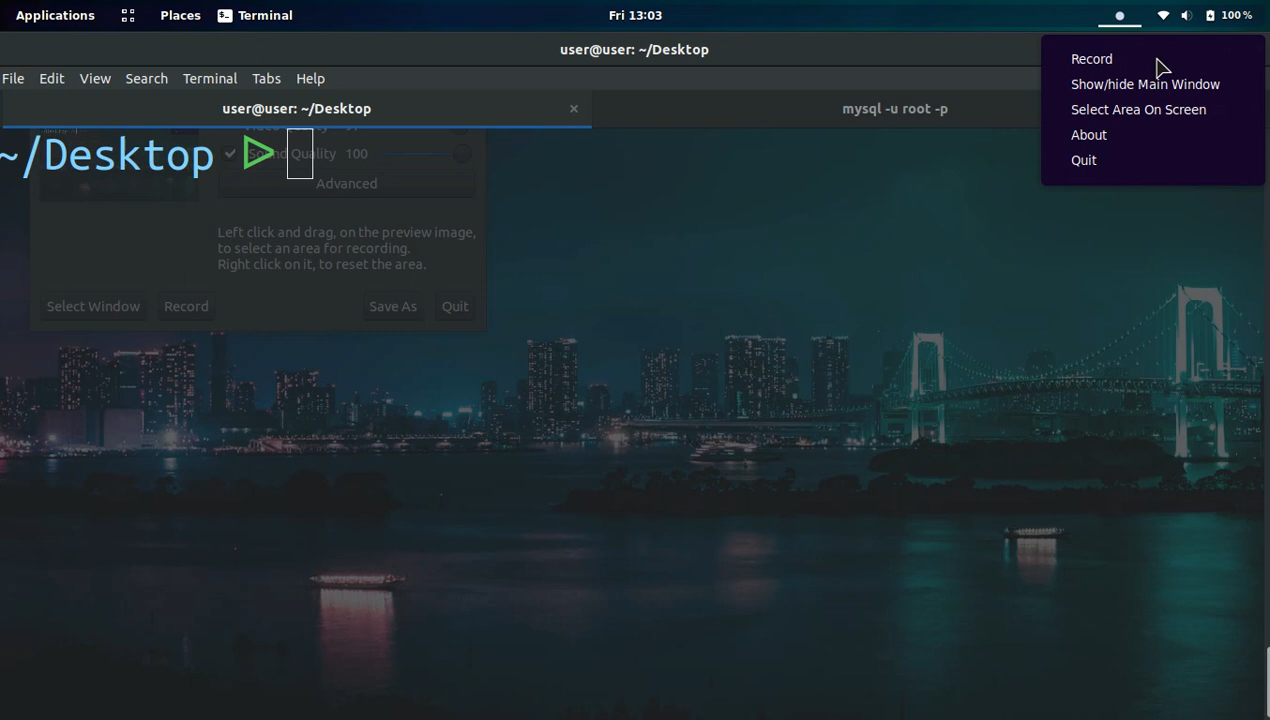 Applications Places Terminal Fri 13:03 100%
user@user: ~/Desktop
File Edit View Search Terminal Tabs Help
user@user: ~/Desktop × mysql -u root -p
Record
Show/hide Main Window
Select Area On Screen
About
Quit
~/Desktop ▷
Sound Quality 100
Advanced
Left click and drag, on the preview image,
to select an area for recording.
Right click on it, to reset the area.
Select Window Record Save As Quit